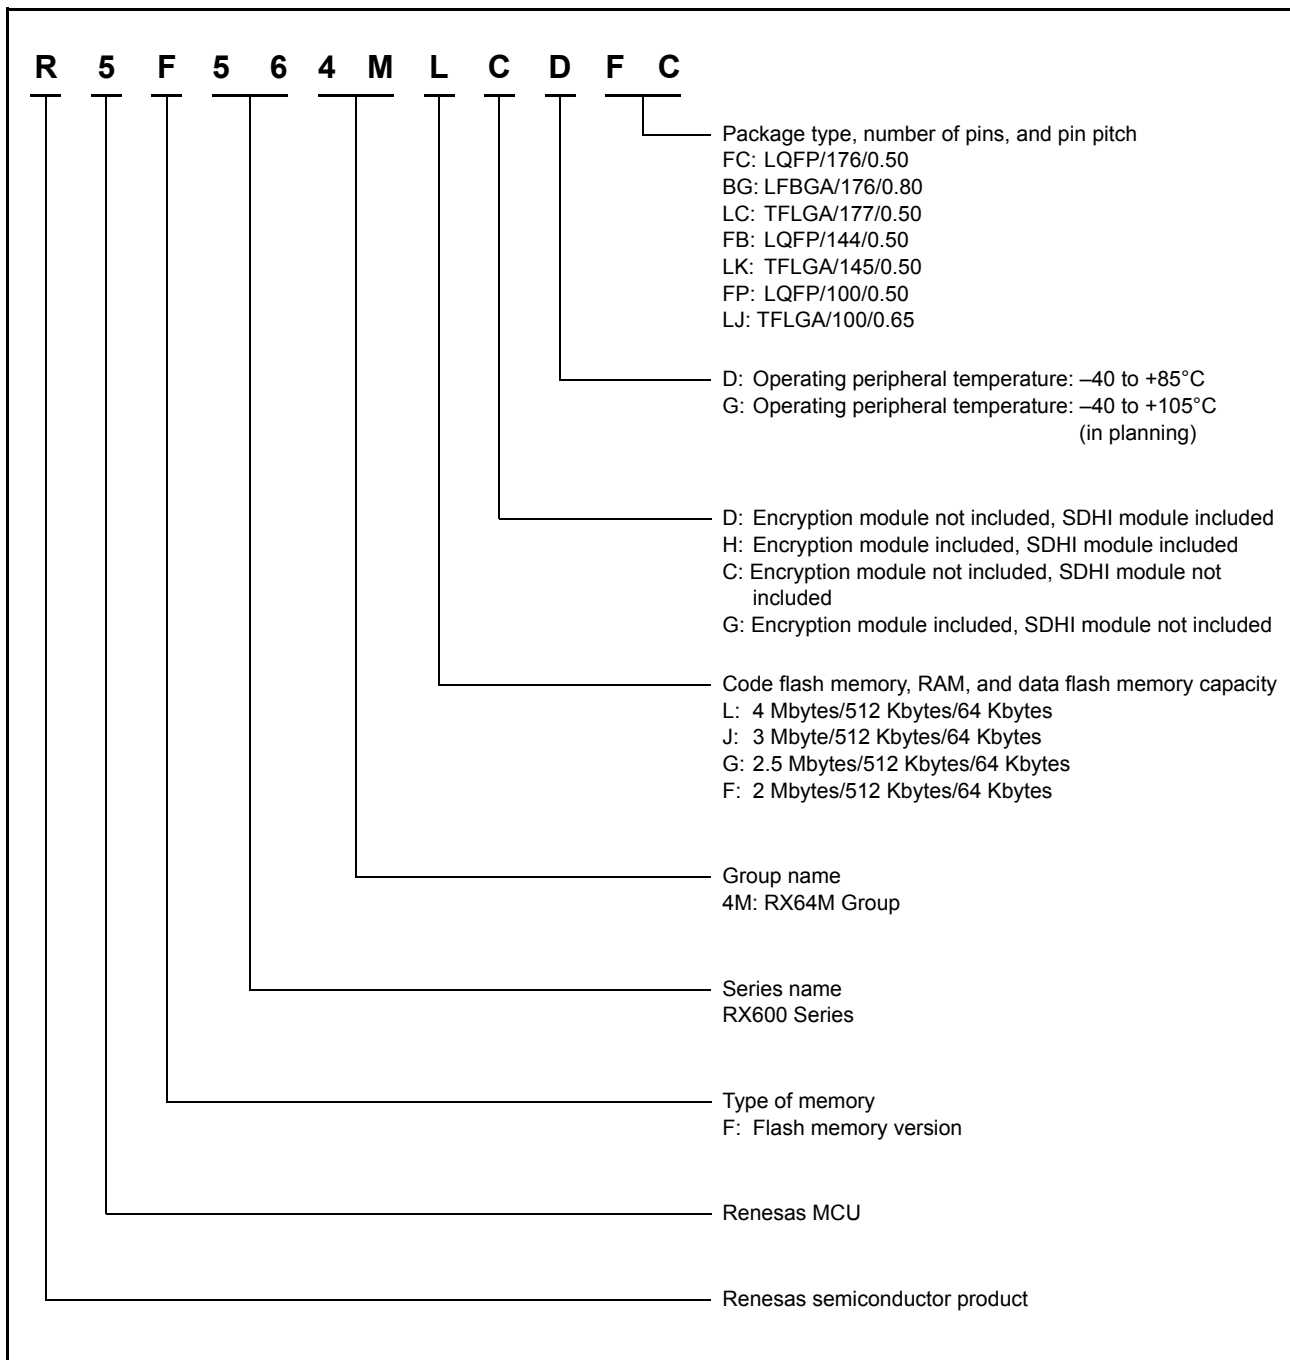 R 5 F 5 6 4 M L C D F C
Package type, number of pins, and pin pitch
FC: LQFP/176/0.50
BG: LFBGA/176/0.80
LC: TFLGA/177/0.50
FB: LQFP/144/0.50
LK: TFLGA/145/0.50
FP: LQFP/100/0.50
LJ: TFLGA/100/0.65
D: Operating peripheral temperature: –40 to +85°C
G: Operating peripheral temperature: –40 to +105°C
(in planning)
D: Encryption module not included, SDHI module included
H: Encryption module included, SDHI module included
C: Encryption module not included, SDHI module not
included
G: Encryption module included, SDHI module not included
Code flash memory, RAM, and data flash memory capacity
L: 4 Mbytes/512 Kbytes/64 Kbytes
J: 3 Mbyte/512 Kbytes/64 Kbytes
G: 2.5 Mbytes/512 Kbytes/64 Kbytes
F: 2 Mbytes/512 Kbytes/64 Kbytes
Group name
4M: RX64M Group
Series name
RX600 Series
Type of memory
F: Flash memory version
Renesas MCU
Renesas semiconductor product